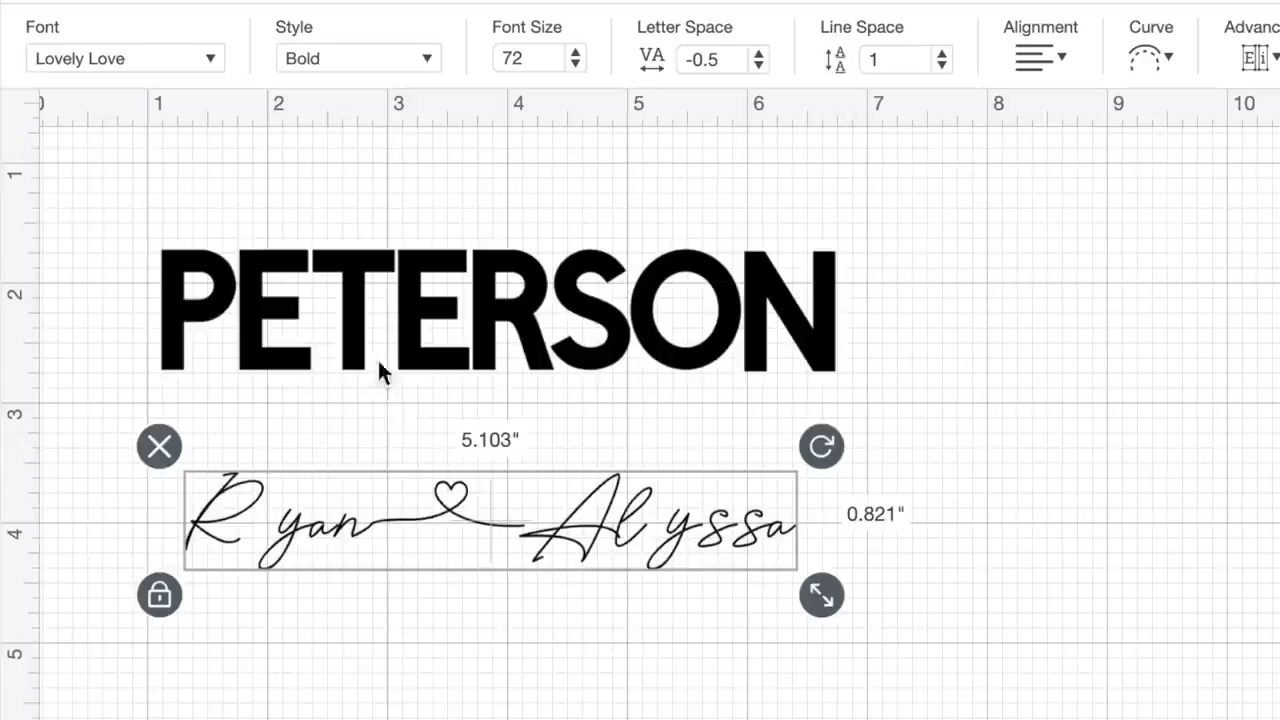 Font Style Font Size Letter Space Line Space Alignment Curve Advanc
Lovely Love Bold 72 VA -0.5 A A 1 E i
0 1 2 3 4 5 6 7 8 9 10
1
PETERSON
2
3
5.103"
Ryan Alyssa
0.821"
4
5